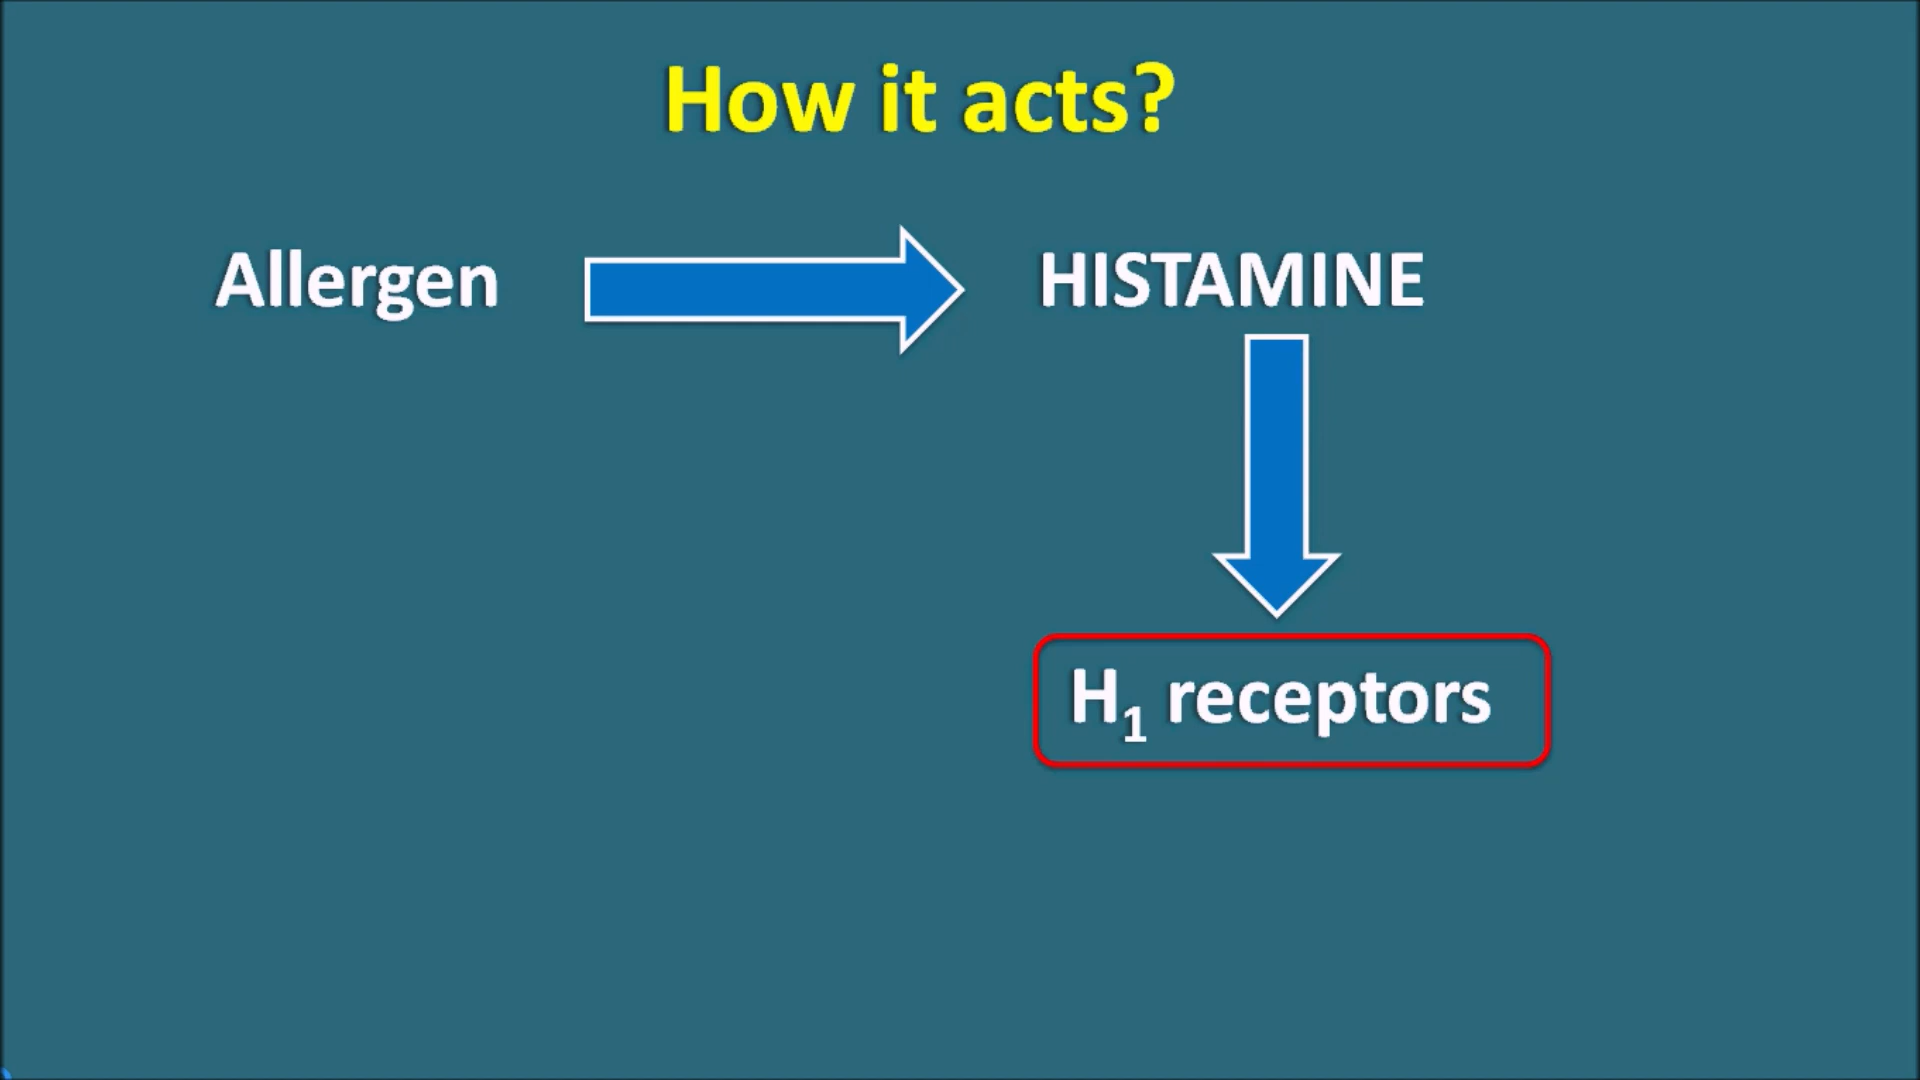 How it acts?
Allergen
HISTAMINE
H₁ receptors